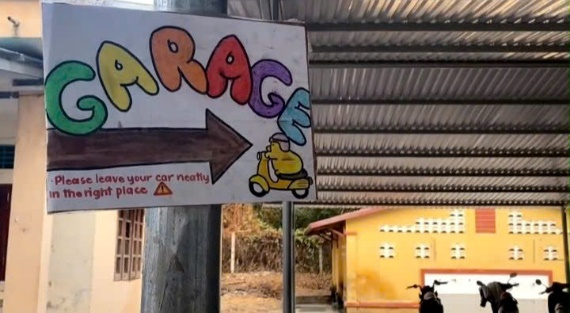 GARAGE
· Please leave your car neatly
in the right place